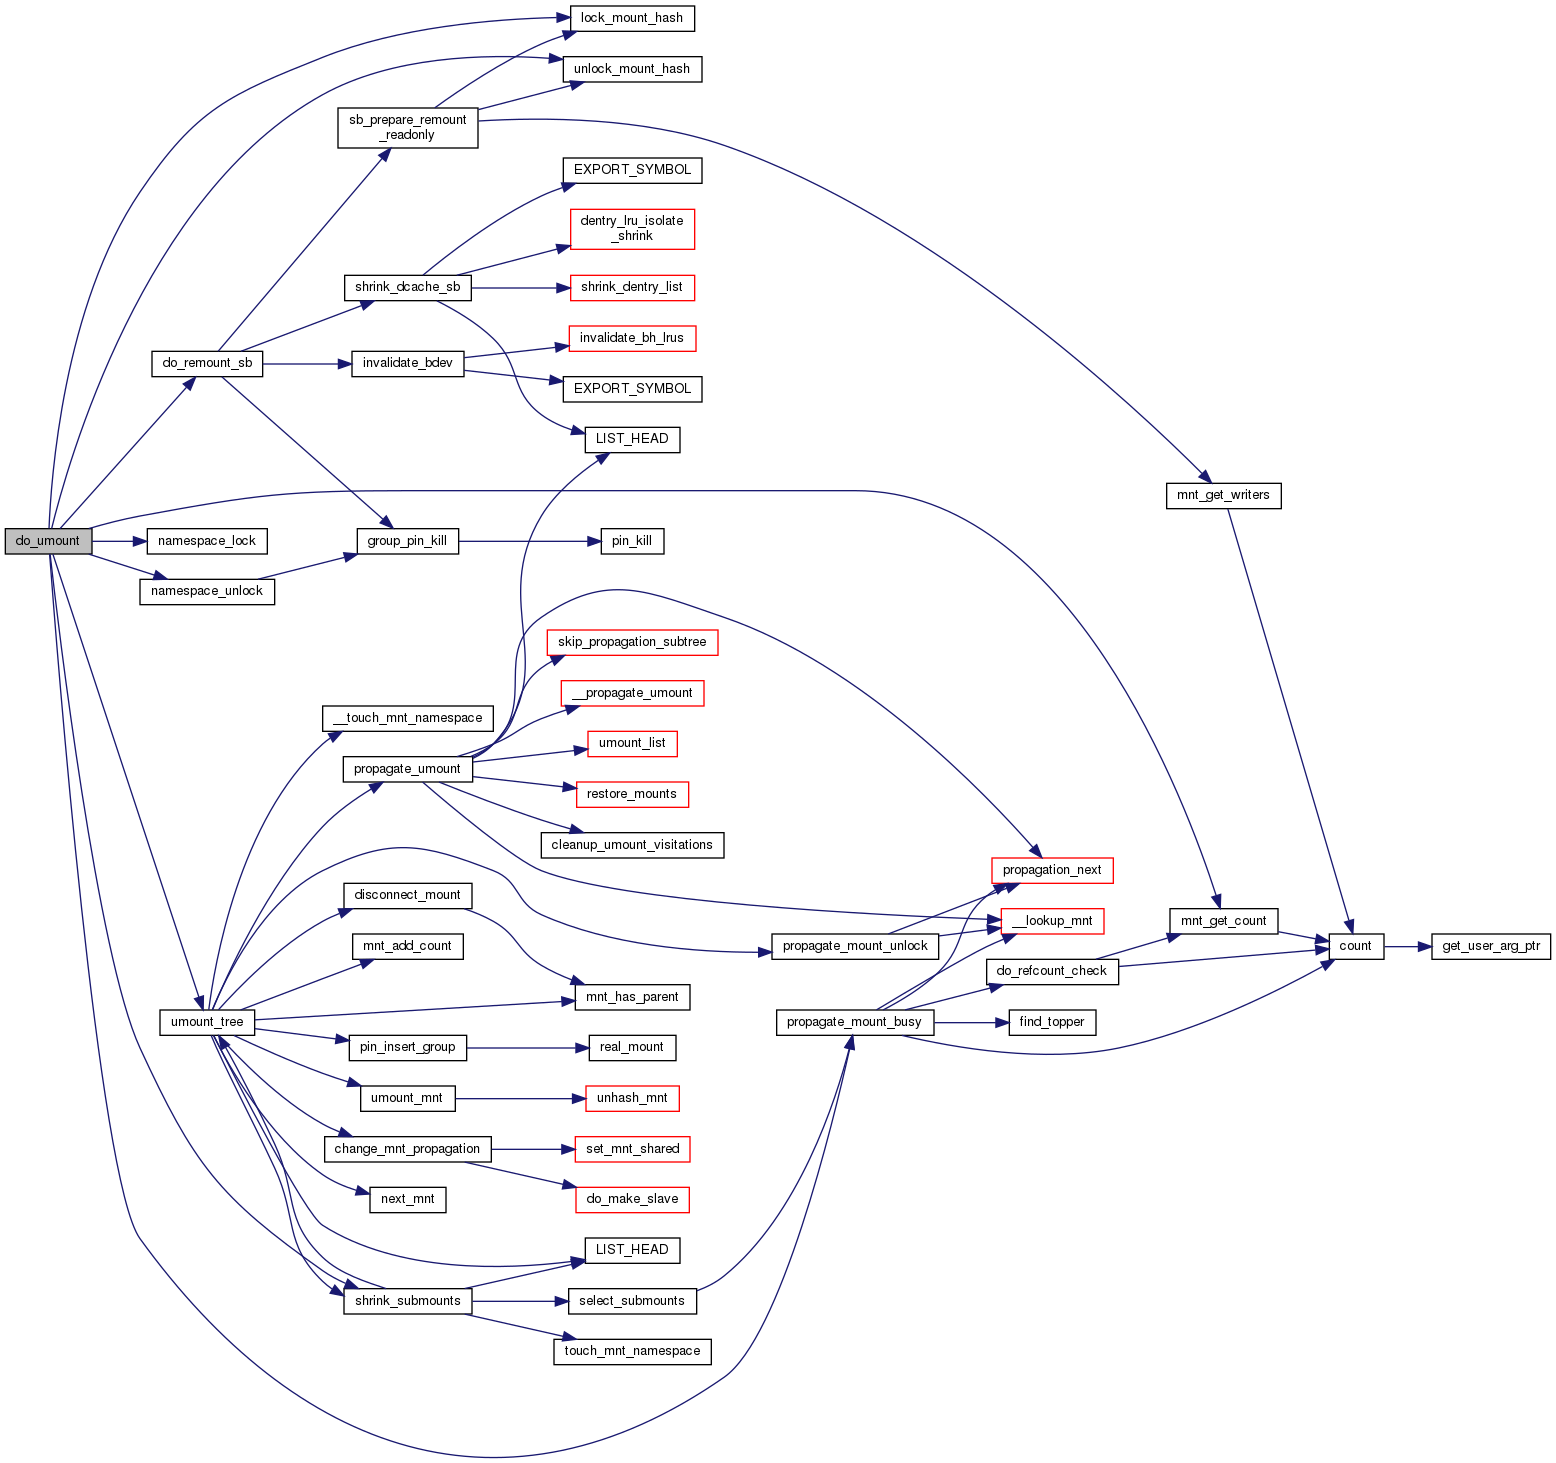 lock_mount_hash
unlock_mount_hash
sb_prepare_remount
_readonly
EXPORT_SYMBOL
dentry_lru_isolate
_shrink
shrink_dcache_sb
shrink_dentry_list
invalidate_bh_lrus
do_remount_sb
invalidate_bdev
EXPORT_SYMBOL
LIST_HEAD
mnt_get_writers
do_umount
namespace_lock
group_pin_kill
pin_kill
namespace_unlock
skip_propagation_subtree
__propagate_umount
__touch_mnt_namespace
umount_list
propagate_umount
restore_mounts
cleanup_umount_visitations
propagation_next
disconnect_mount
__lookup_mnt
mnt_get_count
mnt_add_count
propagate_mount_unlock
count
get_user_arg_ptr
do_refcount_check
mnt_has_parent
umount_tree
propagate_mount_busy
find_topper
pin_insert_group
real_mount
umount_mnt
unhash_mnt
change_mnt_propagation
set_mnt_shared
next_mnt
do_make_slave
LIST_HEAD
shrink_submounts
select_submounts
touch_mnt_namespace